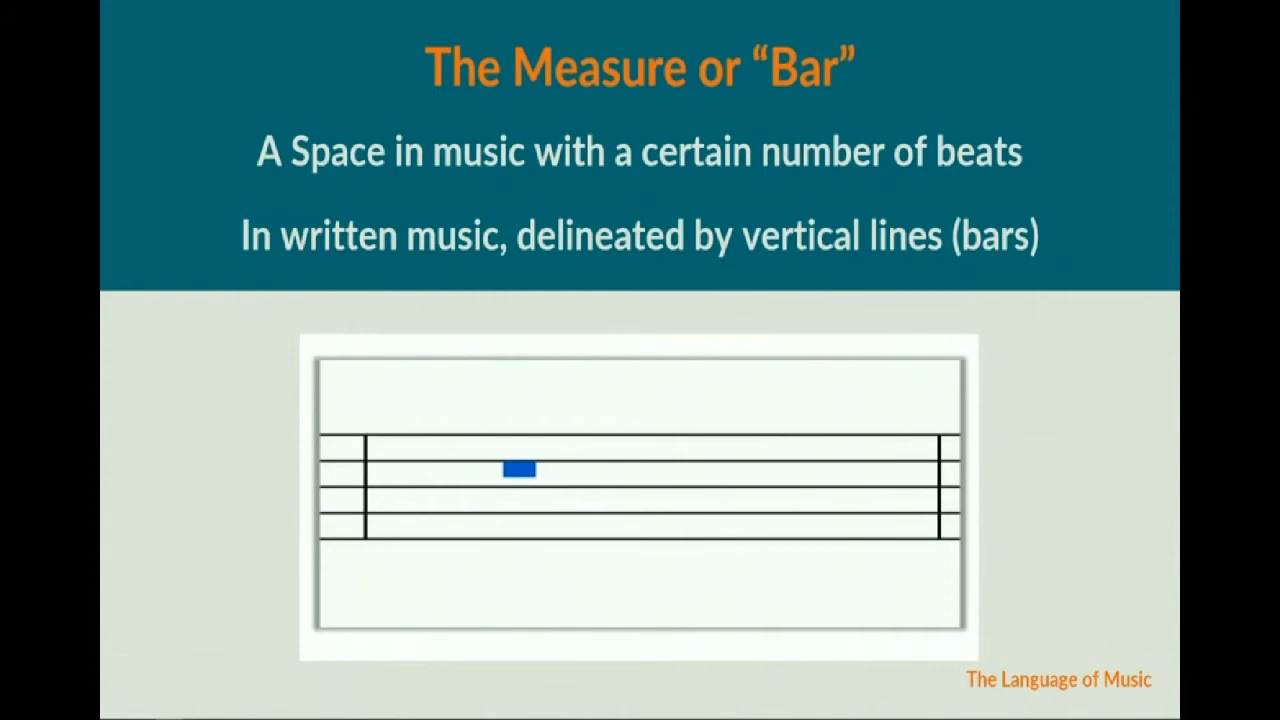 The Measure or “Bar”
A Space in music with a certain number of beats
In written music, delineated by vertical lines (bars)
The Language of Music